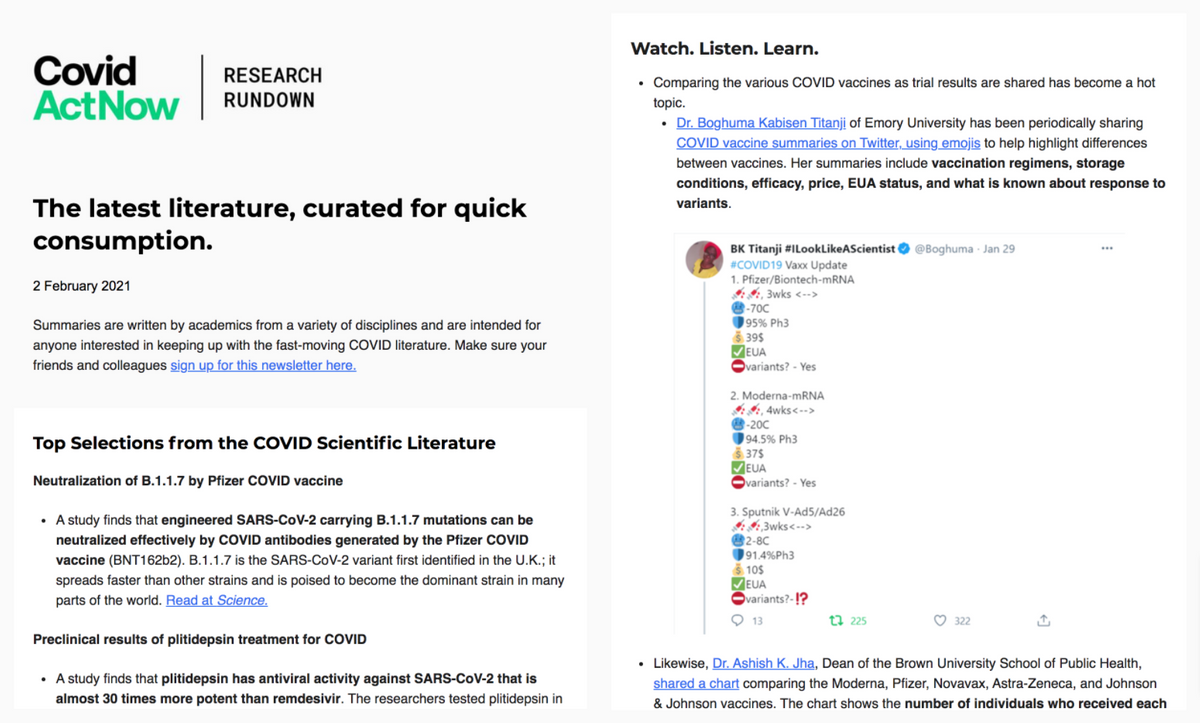 Covid
ActNow
RESEARCH
RUNDOWN
The latest literature, curated for quick
consumption.
2 February 2021
Summaries are written by academics from a variety of disciplines and are intended for
anyone interested in keeping up with the fast-moving COVID literature. Make sure your
friends and colleagues sign up for this newsletter here.
Top Selections from the COVID Scientific Literature
Neutralization of B.1.1.7 by Pfizer COVID vaccine
• A study finds that engineered SARS-CoV-2 carrying B.1.1.7 mutations can be
neutralized effectively by COVID antibodies generated by the Pfizer COVID
vaccine (BNT162b2). B.1.1.7 is the SARS-CoV-2 variant first identified in the U.K.; it
spreads faster than other strains and is poised to become the dominant strain in many
parts of the world. Read at Science.
Preclinical results of plitidepsin treatment for COVID
• A study finds that plitidepsin has antiviral activity against SARS-CoV-2 that is
almost 30 times more potent than remdesivir. The researchers tested plitidepsin in
Watch. Listen. Learn.
• Comparing the various COVID vaccines as trial results are shared has become a hot
topic.
• Dr. Boghuma Kabisen Titanji of Emory University has been periodically sharing
COVID vaccine summaries on Twitter, using emojis to help highlight differences
between vaccines. Her summaries include vaccination regimens, storage
conditions, efficacy, price, EUA status, and what is known about response to
variants.
BK Titanji #ILookLikeAScientist @Boghuma · Jan 29
#COVID19 Vaxx Update
1. Pfizer/Biontech-mRNA
💉💉, 3wks <-->
🥶-70C
🛡95% Ph3
💰39$
✅EUA
⛔variants? - Yes
2. Moderna-mRNA
💉💉, 4wks<-->
🥶-20C
🛡94.5% Ph3
💰37$
✅EUA
⛔variants? - Yes
3. Sputnik V-Ad5/Ad26
💉💉,3wks<-->
🥶2-8C
🛡91.4%Ph3
💰10$
✅EUA
⛔variants?-⁉
13 225 322
• Likewise, Dr. Ashish K. Jha, Dean of the Brown University School of Public Health,
shared a chart comparing the Moderna, Pfizer, Novavax, Astra-Zeneca, and Johnson
& Johnson vaccines. The chart shows the number of individuals who received each